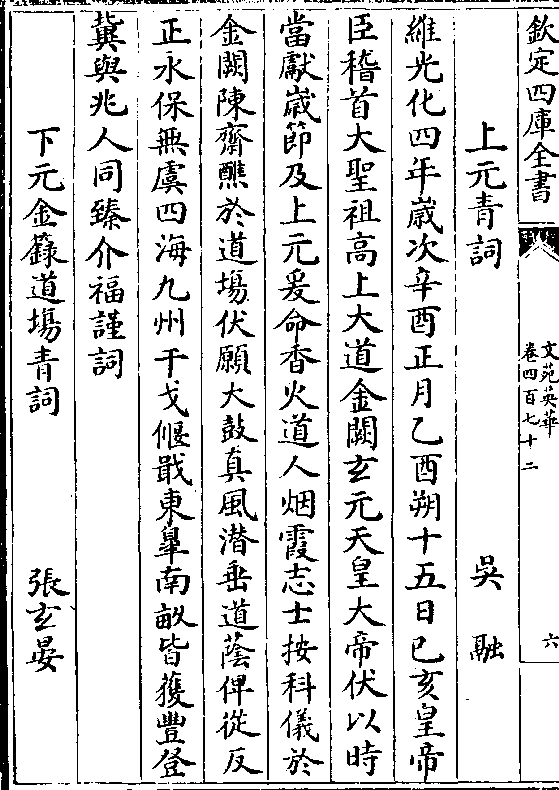 欽定四庫全書
文苑英華
卷四百七十二
六
上元青詞 吳融
維光化四年歲次辛酉正月乙酉朔十五日已亥皇帝
臣稽首大聖祖高上大道金闕玄元天皇大帝伏以時
當獻歲節及上元爰命香火道人烟霞志士按科儀於
金闕陳齋醮於道場伏願大鼓真風潜垂道蔭俾從反
正永保無虞四海九州干戈偃戢東臯南畝皆獲豐登
冀與兆人同臻介福謹詞
下元金籙道場青詞 張玄晏